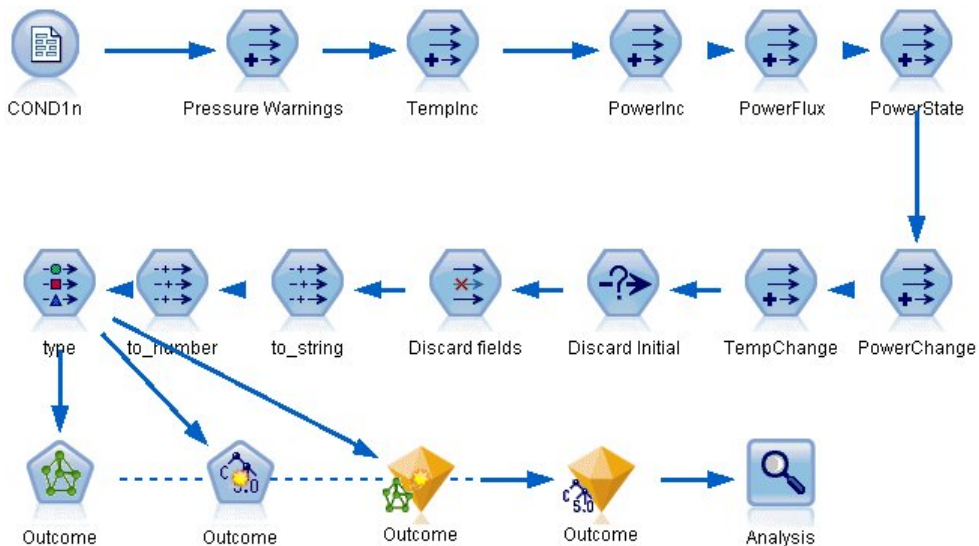 COND1n
Pressure Warnings
TempInc
PowerInc
PowerFlux
PowerState
type
to_number
to_string
Discard fields
Discard Initial
TempChange
PowerChange
C 5.0
C 5.0
Outcome
Outcome
Outcome
Outcome
Analysis